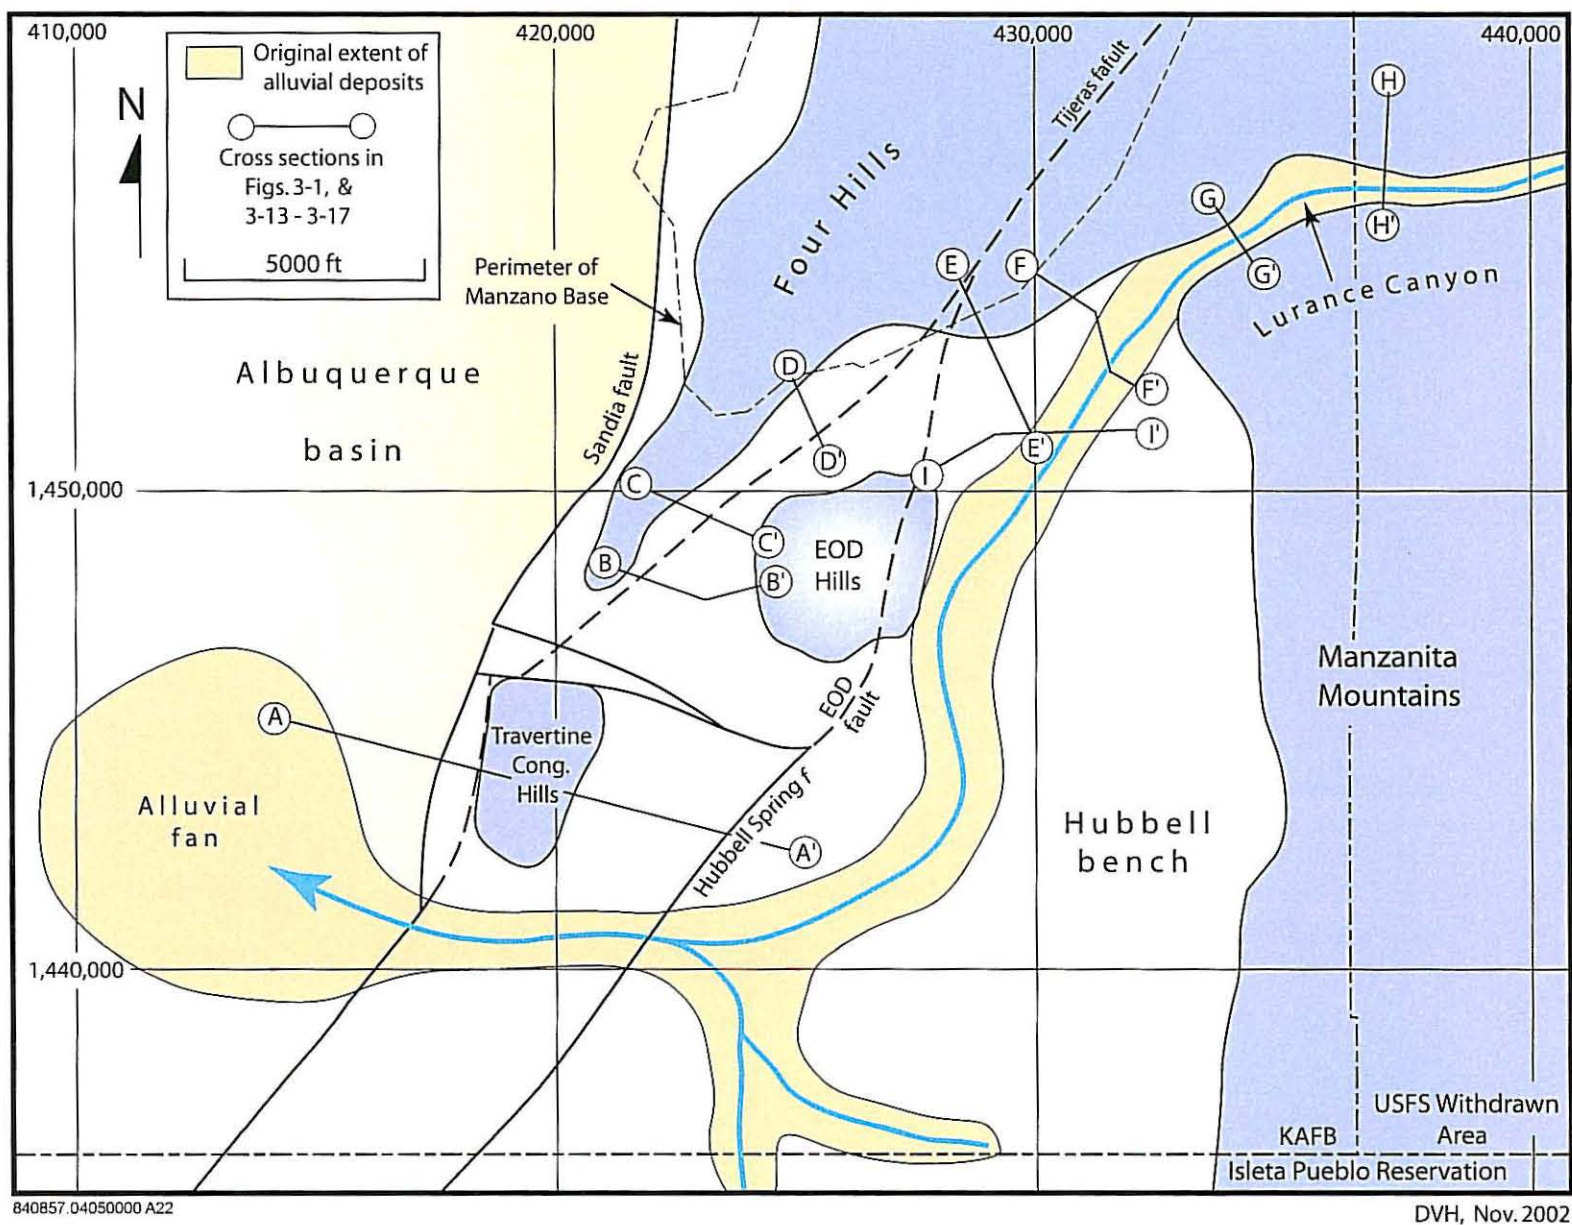 410,000
420,000
430,000
440,000
Original extent of
alluvial deposits
N
Cross sections in
Figs. 3-1, &
3-13 - 3-17
5000 ft
Tijeras fafult
H
Four Hills
G
H'
E
F
G'
Perimeter of
Manzano Base
Lurance Canyon
Albuquerque
basin
Sandia fault
D
F'
D'
E'
I'
I
1,450,000
C
C'
EOD
Hills
B
B'
Manzanita
Mountains
EOD
fault
A
Travertine
Cong.
Hills
Alluvial
fan
Hubbell Spring f
A'
Hubbell
bench
1,440,000
USFS Withdrawn
Area
KAFB
Isleta Pueblo Reservation
840857.04050000 A22
DVH, Nov. 2002